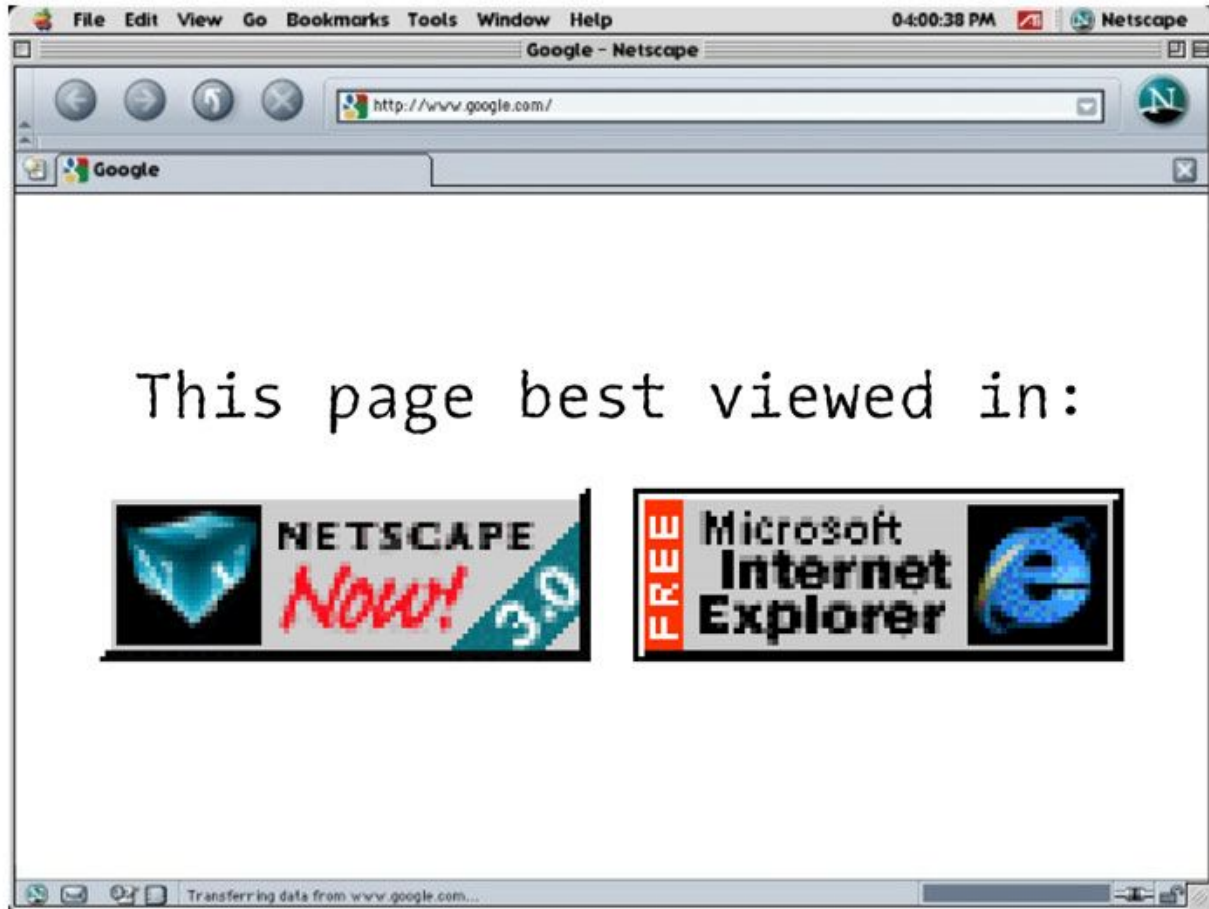 File Edit View Go Bookmarks Tools Window Help 04:00:38 PM Netscape
Google - Netscape
http://www.google.com/
Google
This page best viewed in:
NETSCAPE
Now!
3.0
FREE
Microsoft
Internet
Explorer
Transferring data from www.google.com...